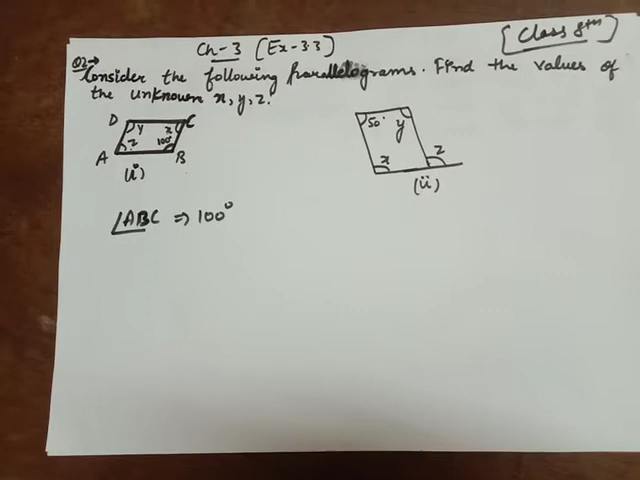 Ch-3 (Ex-3.3)
[Class 8th]
Q2→
Consider the following parallelograms. Find the values of
the unknown x, y, z.
D y x C
A z 100° B
(i)
50° y
x z
(ii)
∠ABC ⇒ 100°